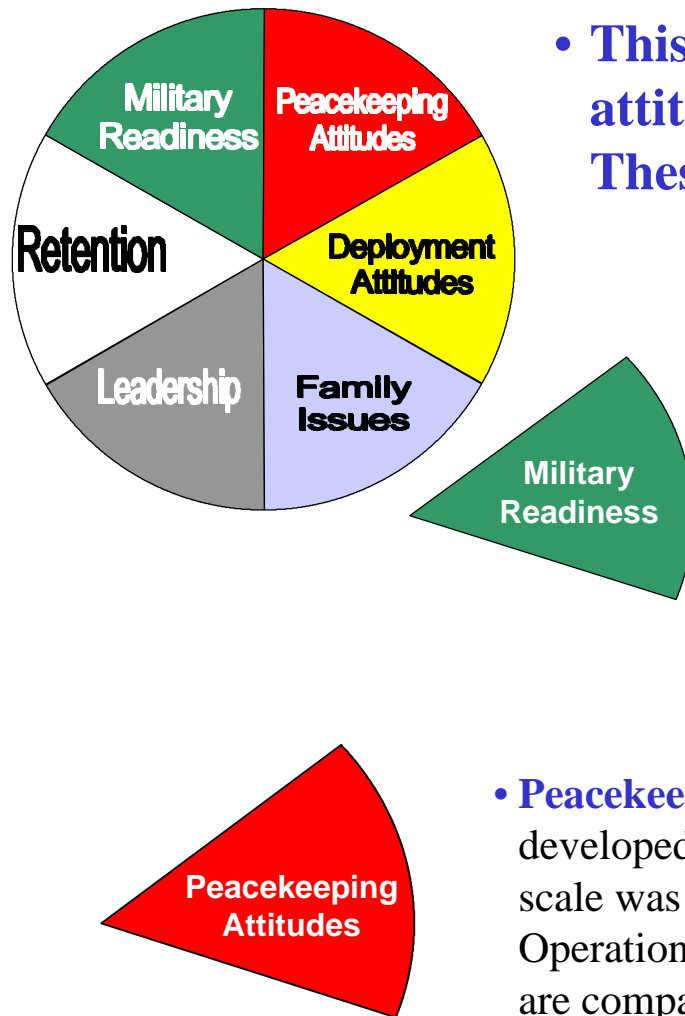 • This
attit
Thes
Military
Readiness
Peacekeeping
Attitudes
Retention
Deployment
Attitudes
Leadership
Family
Issues
Military
Readiness
Peacekeeping
Attitudes
• Peacekee
developed
scale was
Operation
are compa